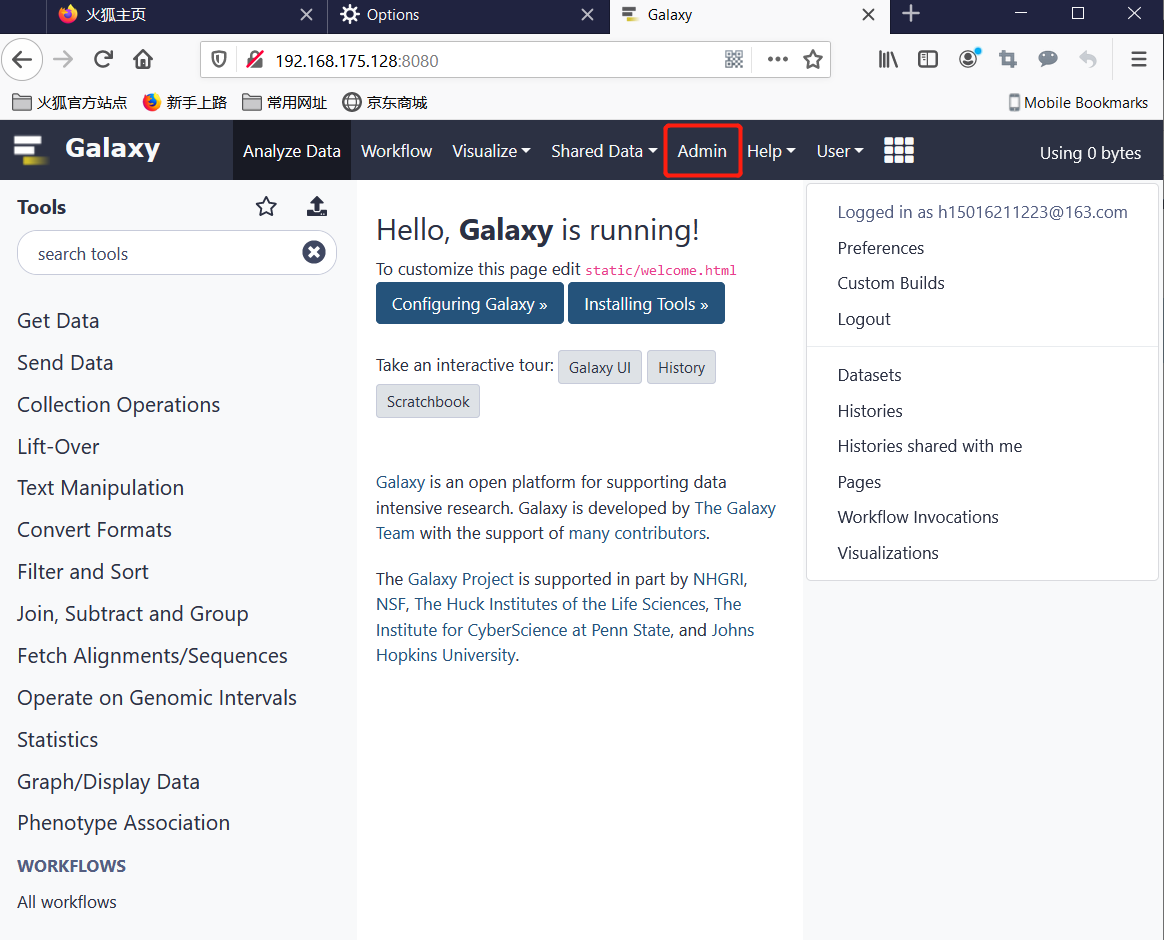 火狐主页
Options
Galaxy
192.168.175.128:8080
火狐官方站点 新手上路 常用网址 京东商城 Mobile Bookmarks
Galaxy Analyze Data Workflow Visualize Shared Data Admin Help User Using 0 bytes
Tools
search tools
Get Data
Send Data
Collection Operations
Lift-Over
Text Manipulation
Convert Formats
Filter and Sort
Join, Subtract and Group
Fetch Alignments/Sequences
Operate on Genomic Intervals
Statistics
Graph/Display Data
Phenotype Association
WORKFLOWS
All workflows
Hello, Galaxy is running!
To customize this page edit static/welcome.html
Configuring Galaxy » Installing Tools »
Take an interactive tour: Galaxy UI History
Scratchbook
Galaxy is an open platform for supporting data
intensive research. Galaxy is developed by The Galaxy
Team with the support of many contributors.
The Galaxy Project is supported in part by NHGRI,
NSF, The Huck Institutes of the Life Sciences, The
Institute for CyberScience at Penn State, and Johns
Hopkins University.
Logged in as h15016211223@163.com
Preferences
Custom Builds
Logout
Datasets
Histories
Histories shared with me
Pages
Workflow Invocations
Visualizations